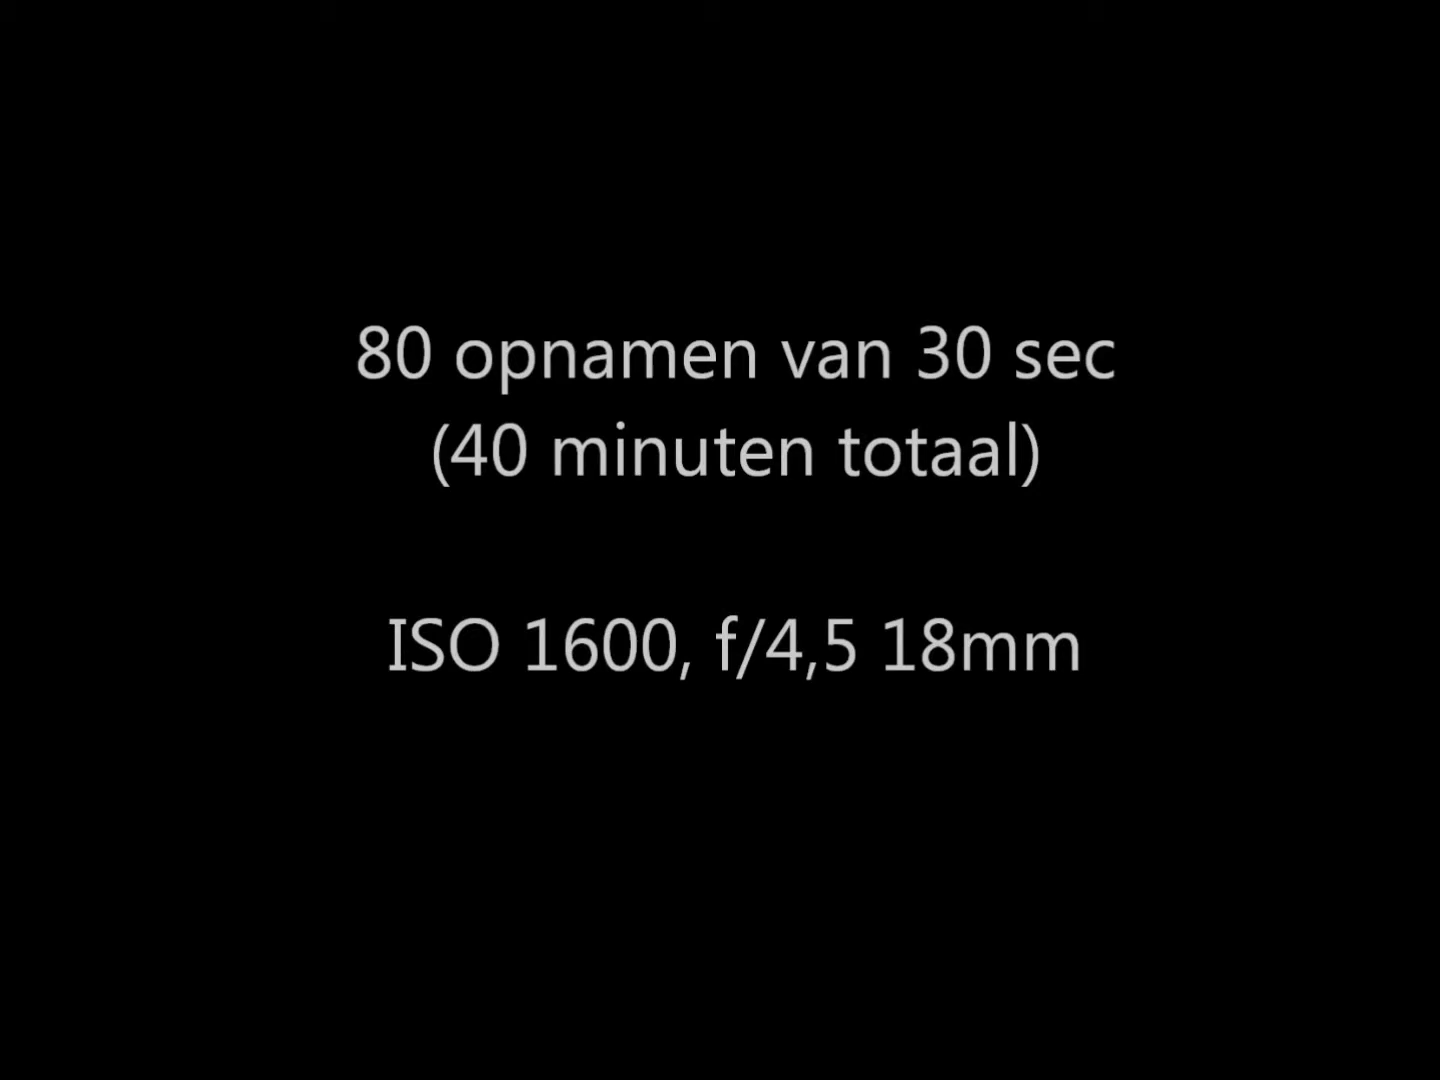 80 opnamen van 30 sec
(40 minuten totaal)
ISO 1600, f/4,5 18mm